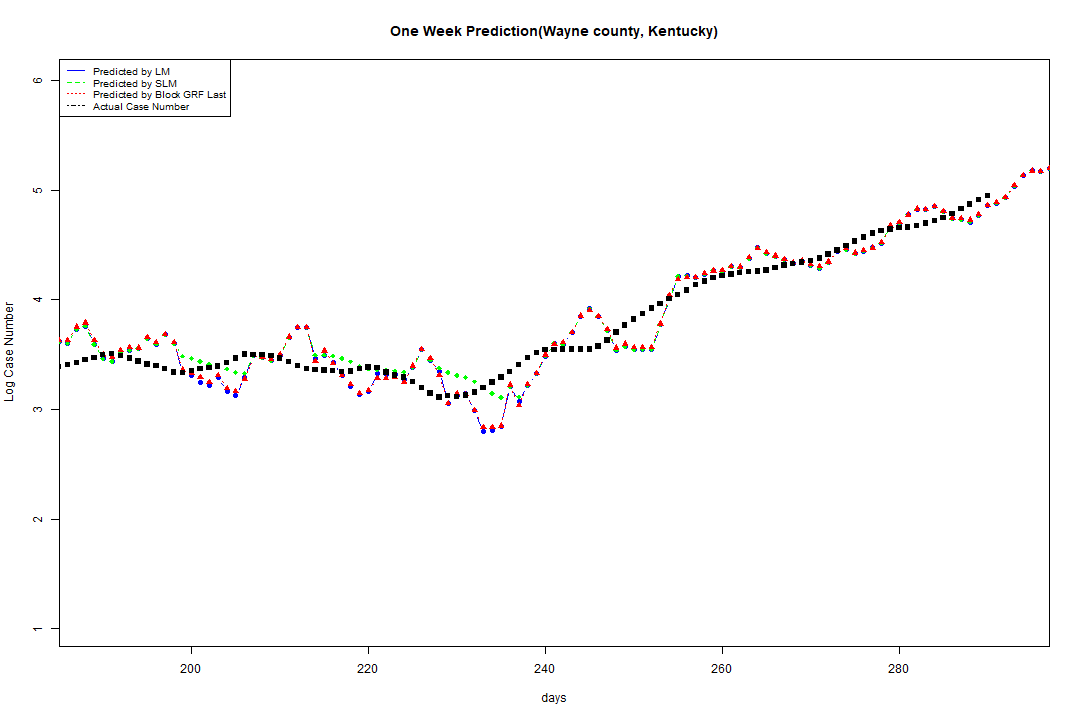 One Week Prediction(Wayne county, Kentucky)
Predicted by LM
Predicted by SLM
Predicted by Block GRF Last
Actual Case Number
6
5
4
3
2
1
Log Case Number
200 220 240 260 280
days